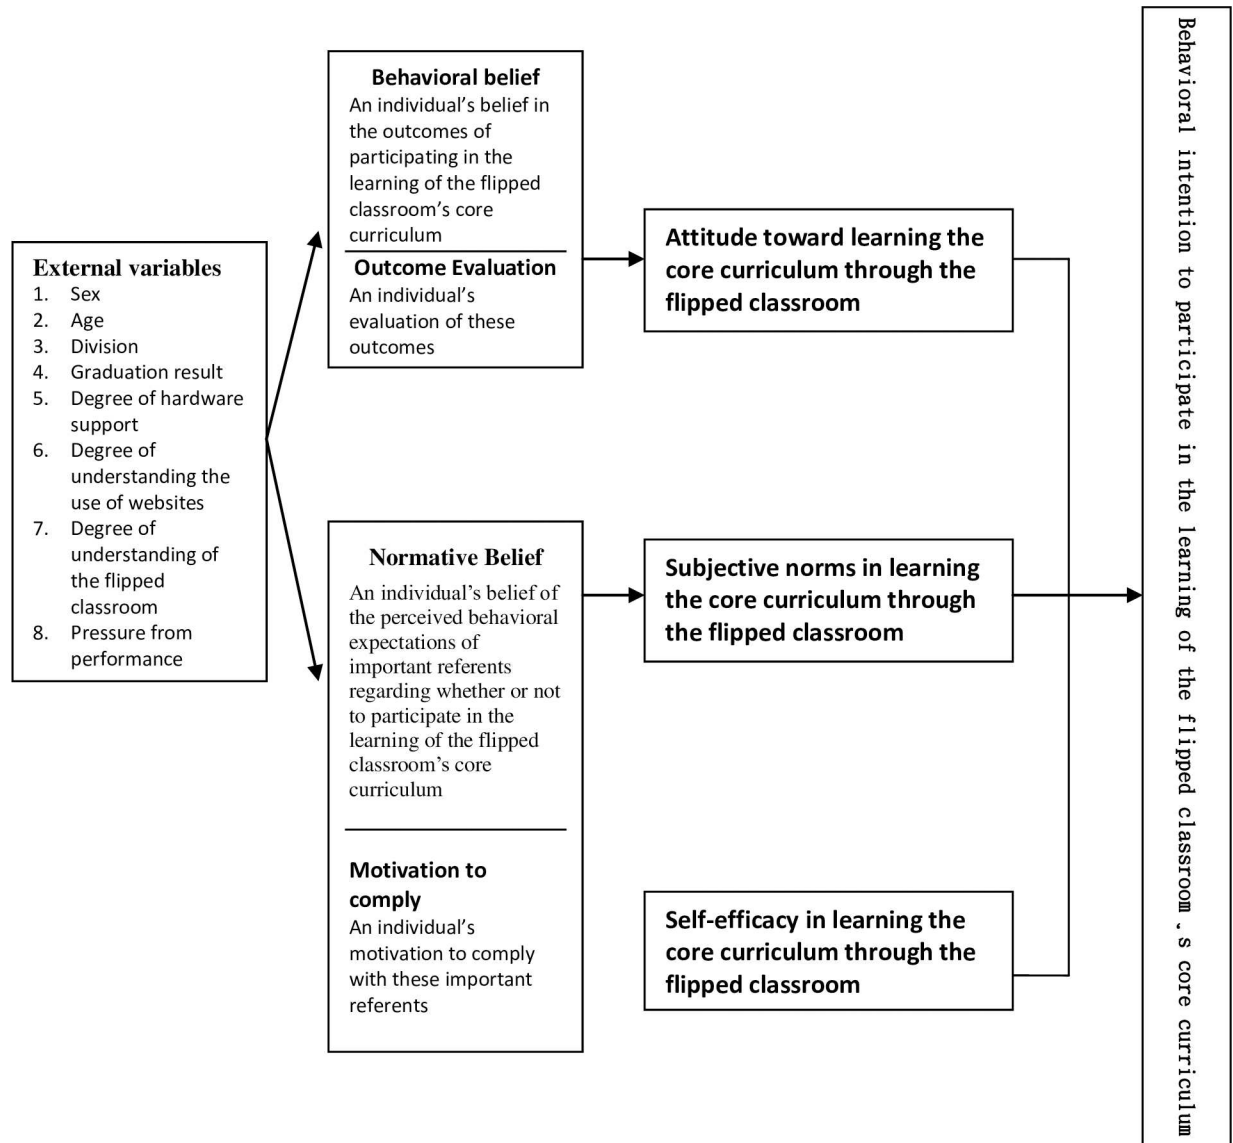 External variables
1. Sex
2. Age
3. Division
4. Graduation result
5. Degree of hardware
support
6. Degree of
understanding the
use of websites
7. Degree of
understanding of
the flipped
classroom
8. Pressure from
performance
Behavioral belief
An individual’s belief in
the outcomes of
participating in the
learning of the flipped
classroom’s core
curriculum
Outcome Evaluation
An individual’s
evaluation of these
outcomes
Normative Belief
An individual’s belief of
the perceived behavioral
expectations of
important referents
regarding whether or not
to participate in the
learning of the flipped
classroom’s core
curriculum
Motivation to
comply
An individual’s
motivation to comply
with these important
referents
Attitude toward learning the
core curriculum through the
flipped classroom
Subjective norms in learning
the core curriculum through
the flipped classroom
Self-efficacy in learning the
core curriculum through the
flipped classroom
Behavioral intention to participate in the learning of the flipped classroom’s core curriculum